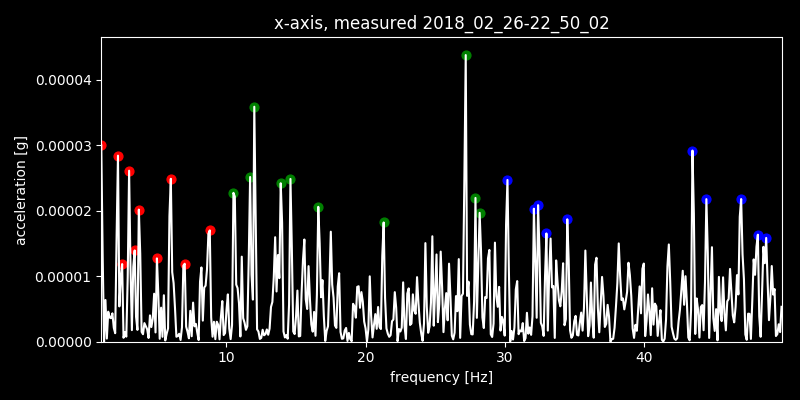 x-axis, measured 2018_02_26-22_50_02
acceleration [g]
0.00004
0.00003
0.00002
0.00001
0.00000
10 20 30 40
frequency [Hz]